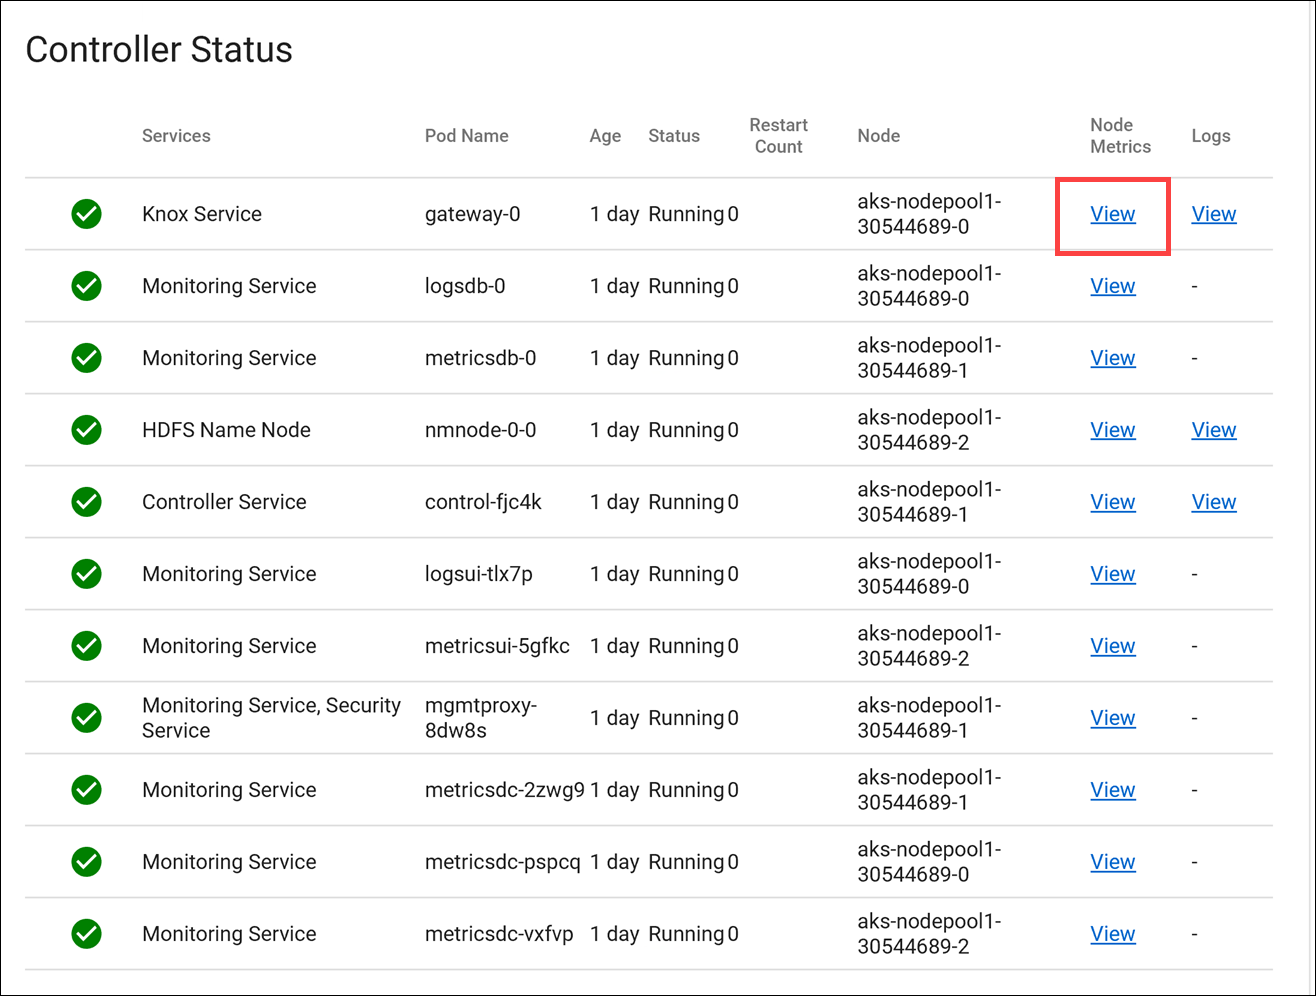 Controller Status
Services Pod Name Age Status Restart Count Node Node Metrics Logs
Knox Service gateway-0 1 day Running 0 aks-nodepool1-30544689-0 View View
Monitoring Service logsdb-0 1 day Running 0 aks-nodepool1-30544689-0 View -
Monitoring Service metricsdb-0 1 day Running 0 aks-nodepool1-30544689-1 View -
HDFS Name Node nmnode-0-0 1 day Running 0 aks-nodepool1-30544689-2 View View
Controller Service control-fjc4k 1 day Running 0 aks-nodepool1-30544689-1 View View
Monitoring Service logsui-tlx7p 1 day Running 0 aks-nodepool1-30544689-0 View -
Monitoring Service metricsui-5gfkc 1 day Running 0 aks-nodepool1-30544689-2 View -
Monitoring Service, Security Service mgmtproxy-8dw8s 1 day Running 0 aks-nodepool1-30544689-1 View -
Monitoring Service metricsdc-2zwg9 1 day Running 0 aks-nodepool1-30544689-1 View -
Monitoring Service metricsdc-pspcq 1 day Running 0 aks-nodepool1-30544689-0 View -
Monitoring Service metricsdc-vxfvp 1 day Running 0 aks-nodepool1-30544689-2 View -